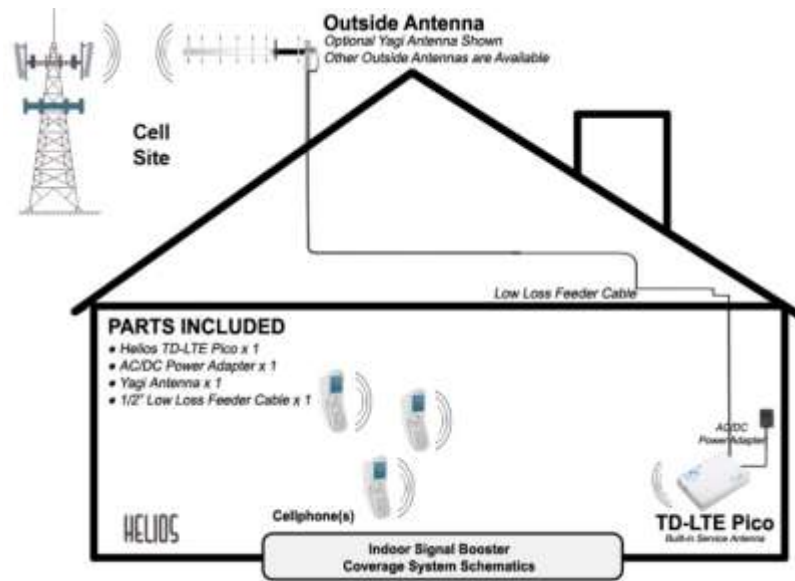 Outside Antenna
Optional Yagi Antenna Shown
Other Outside Antennas are Available
Cell
Site
Low Loss Feeder Cable
PARTS INCLUDED
● Helios TD-LTE Pico x 1
● AC/DC Power Adapter x 1
● Yagi Antenna x 1
● 1/2" Low Loss Feeder Cable x 1
AC/DC
Power Adapter
Cellphone(s)
HELIOS
TD-LTE Pico
Built-in Service Antenna
Indoor Signal Booster
Coverage System Schematics